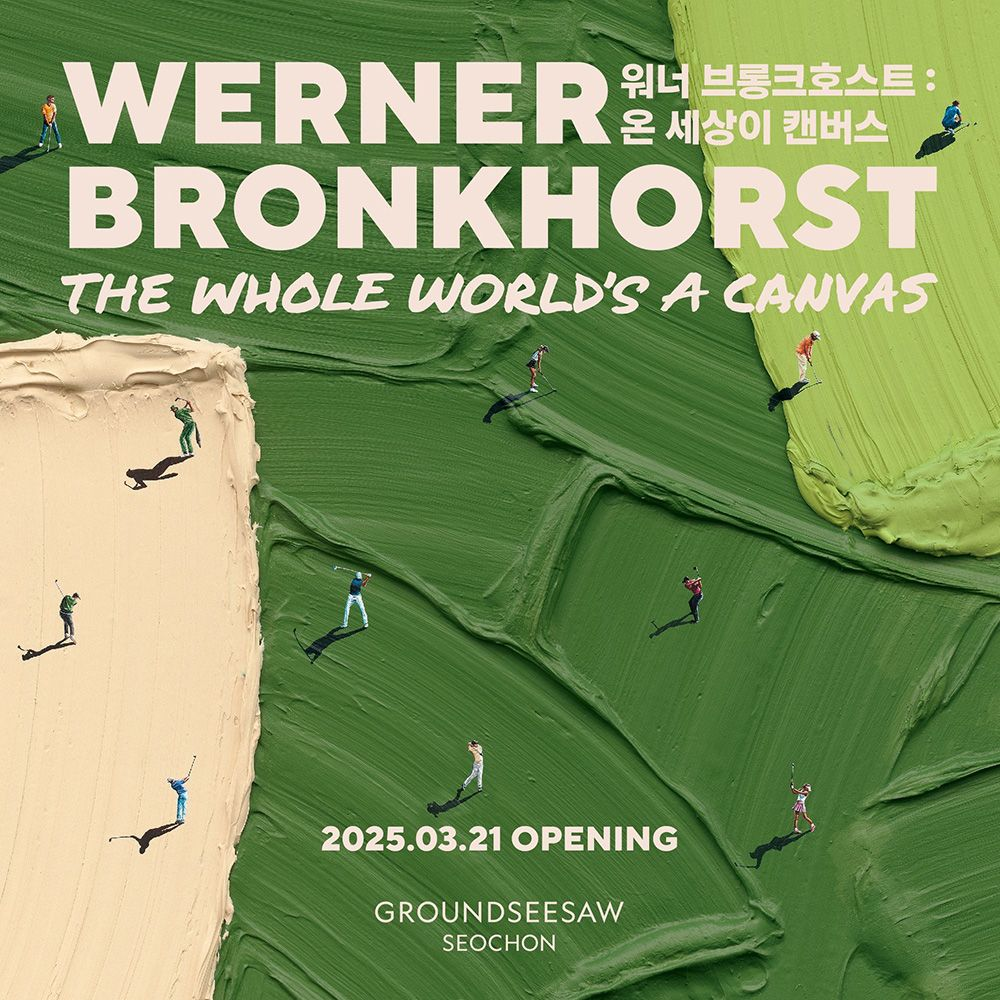 WERNER
워너 브롱크호스트 :
온 세상이 캔버스
BRONKHORST
THE WHOLE WORLD'S A CANVAS
2025.03.21 OPENING
GROUNDSEESAW
SEOCHON